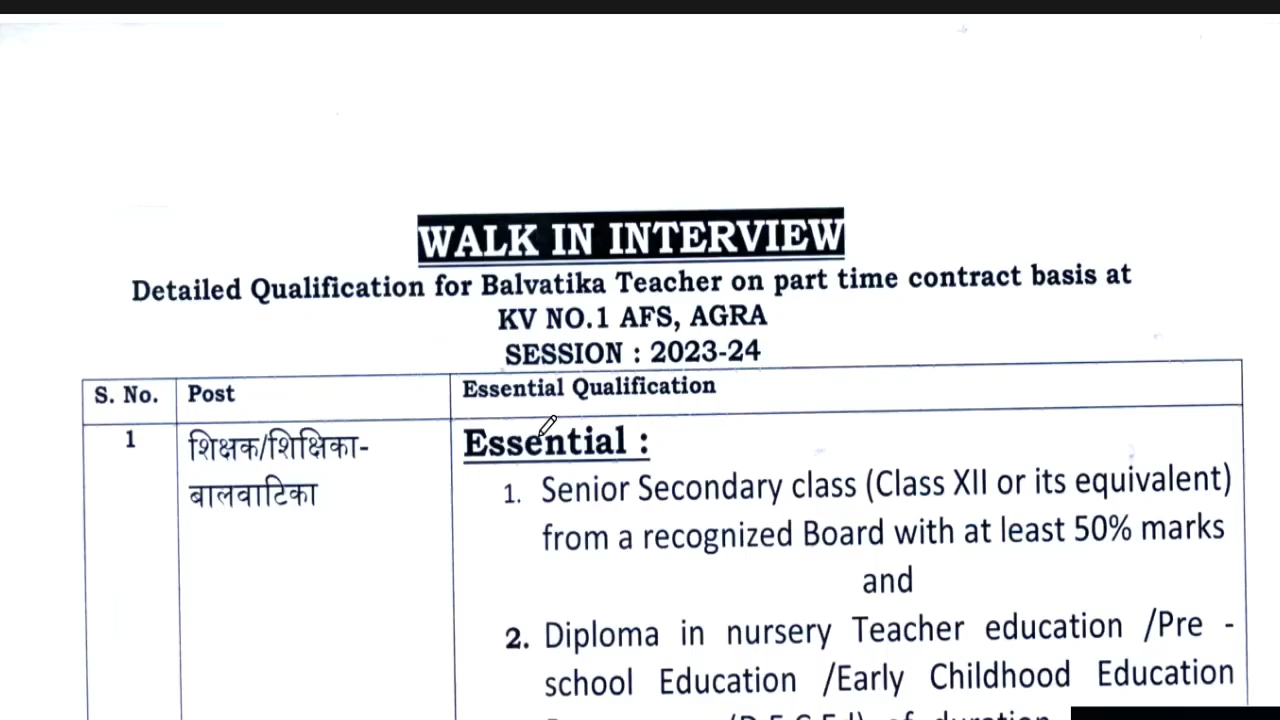 WALK IN INTERVIEW
Detailed Qualification for Balvatika Teacher on part time contract basis at
KV NO.1 AFS, AGRA
SESSION : 2023-24
S. No. Post Essential Qualification
1 शिक्षक/शिक्षिका-
बालवाटिका
Essential :
1. Senior Secondary class (Class XII or its equivalent)
from a recognized Board with at least 50% marks
and
2. Diploma in nursery Teacher education /Pre -
school Education /Early Childhood Education